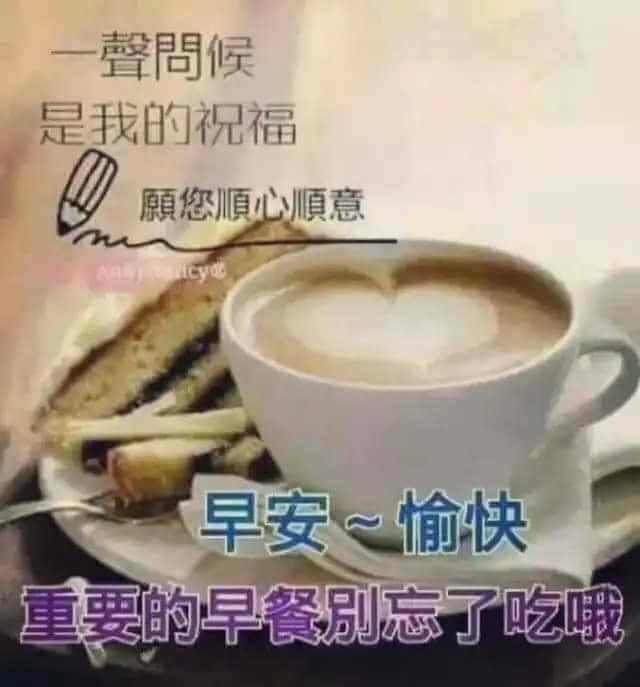 一聲問候
是我的祝福
願您順心順意
早安~愉快
重要的早餐別忘了吃哦